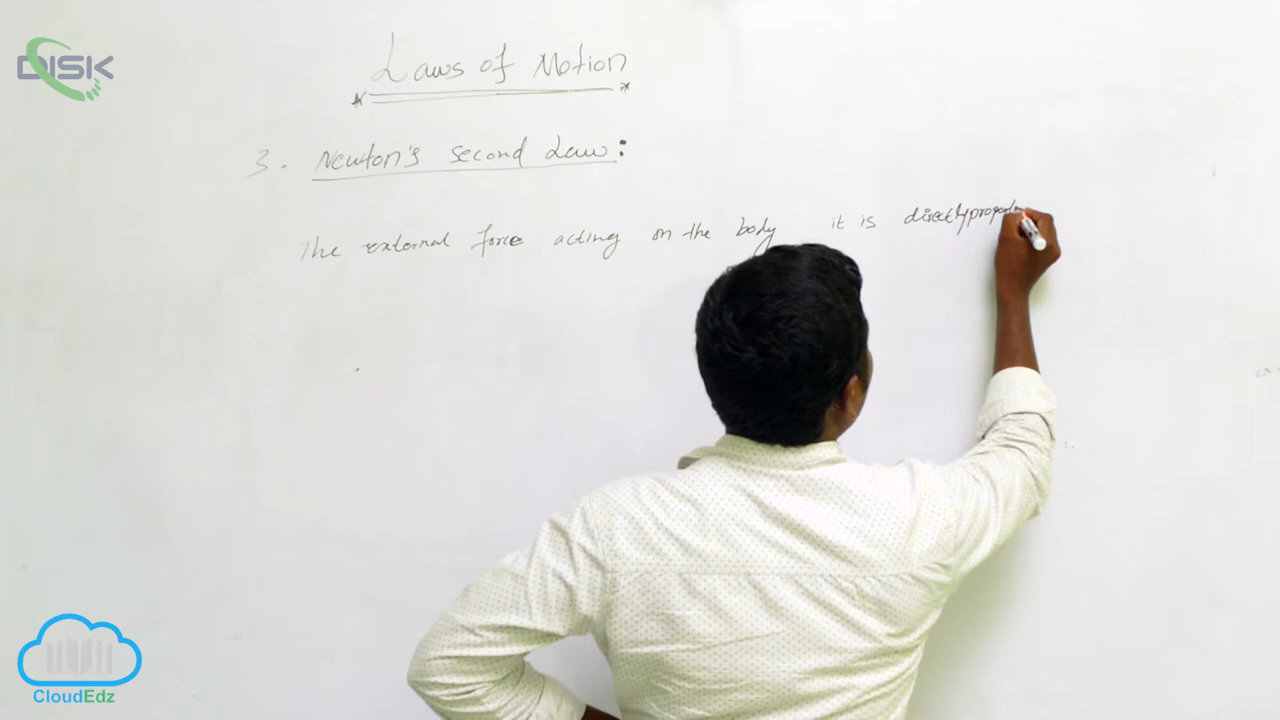 DISK
Laws of Motion
3. Newton's second Law:
The external force acting on the body it is directly propor
CloudEdz